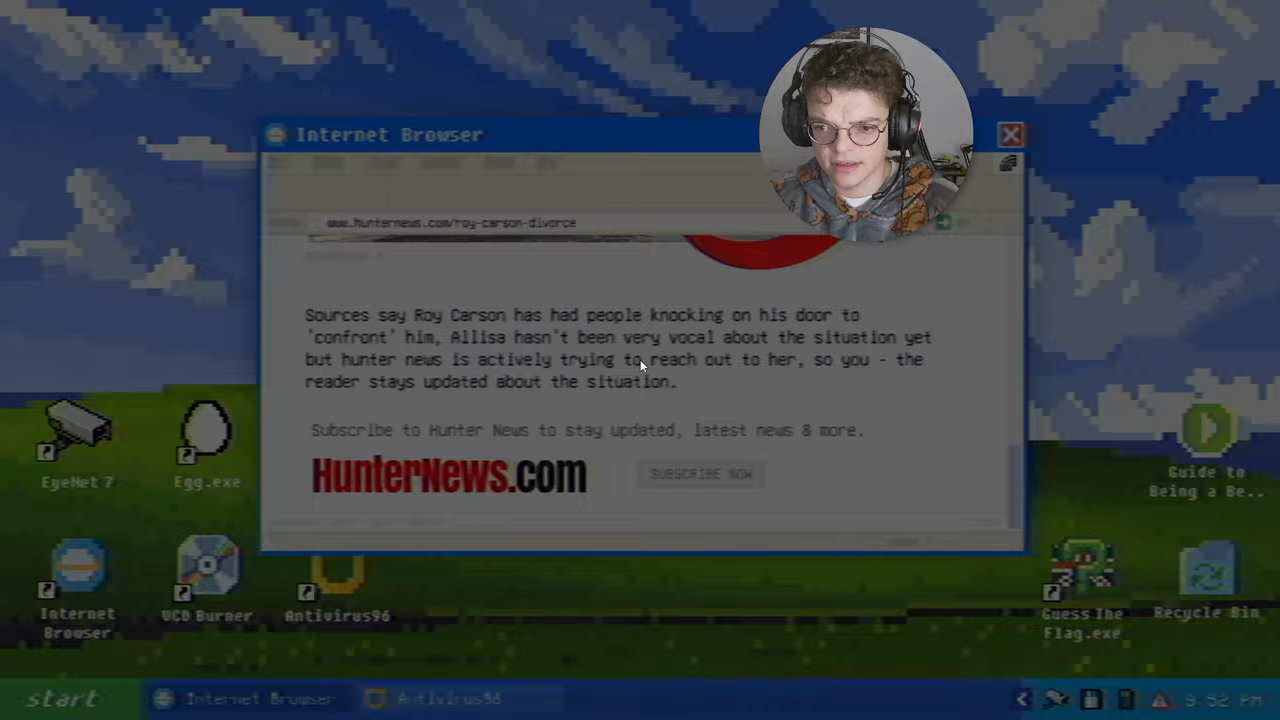 Internet Browser
www.hunternews.com/roy-carson-divorce
Sources say Roy Carson has had people knocking on his door to
'confront' him, Allisa hasn't been very vocal about the situation yet
but hunter news is actively trying to reach out to her, so you - the
reader stays updated about the situation.
Subscribe to Hunter News to stay updated, latest news & more.
HUNTERNEWS.COM
SUBSCRIBE NOW
EyeNet 7
Egg.exe
Guide to
Being a Be..
Internet
Browser
VCD Burner
Antivirus96
Guess The
Flag.exe
Recycle Bin
start
Internet Browser
Antivirus96
9:52 PM